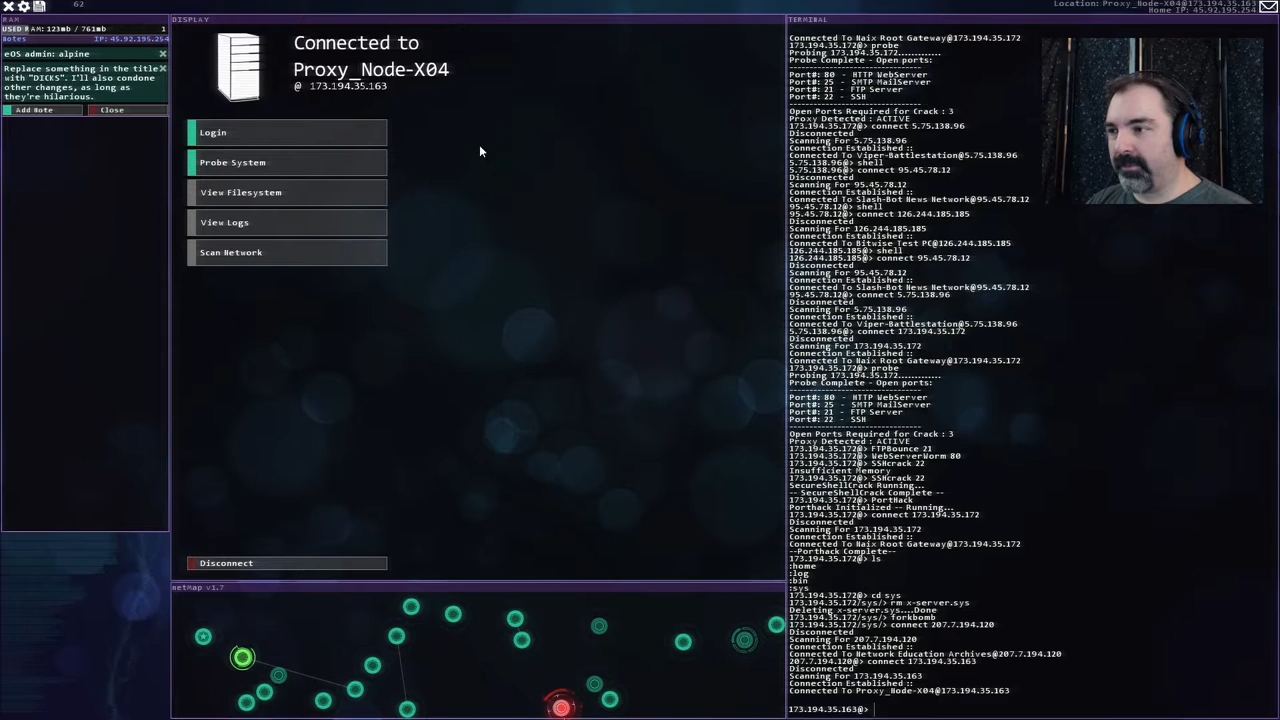 62
Location: Proxy_Node-X04@173.194.35.163
Home IP: 45.92.195.254
RAM
USED RAM: 123mb / 761mb
1
Notes
IP: 45.92.195.254
eOS admin: alpine
Replace something in the title
with "DICKS". I'll also condone
other changes, as long as
they're hilarious.
Add Note
Close
DISPLAY
Connected to
Proxy_Node-X04
@ 173.194.35.163
Login
Probe System
View Filesystem
View Logs
Scan Network
Disconnect
netMap v1.7
TERMINAL
Connected To Naix Root Gateway@173.194.35.172
173.194.35.172@> probe
Probing 173.194.35.172.............
Probe Complete - Open ports:
---------------------------------
Port#: 80 - HTTP WebServer
Port#: 25 - SMTP MailServer
Port#: 21 - FTP Server
Port#: 22 - SSH
---------------------------------
Open Ports Required for Crack : 3
Proxy Detected : ACTIVE
173.194.35.172@> connect 5.75.138.96
Disconnected
Scanning For 5.75.138.96
Connection Established ::
Connected To Viper-Battlestation@5.75.138.96
5.75.138.96@> shell
5.75.138.96@> connect 95.45.78.12
Disconnected
Scanning For 95.45.78.12
Connection Established ::
Connected To Slash-Bot News Network@95.45.78.12
95.45.78.12@> shell
95.45.78.12@> connect 126.244.185.185
Disconnected
Scanning For 126.244.185.185
Connection Established ::
Connected To Bitwise Test PC@126.244.185.185
126.244.185.185@> shell
126.244.185.185@> connect 95.45.78.12
Disconnected
Scanning For 95.45.78.12
Connection Established ::
Connected To Slash-Bot News Network@95.45.78.12
95.45.78.12@> connect 5.75.138.96
Disconnected
Scanning For 5.75.138.96
Connection Established ::
Connected To Viper-Battlestation@5.75.138.96
5.75.138.96@> connect 173.194.35.172
Disconnected
Scanning For 173.194.35.172
Connection Established ::
Connected To Naix Root Gateway@173.194.35.172
173.194.35.172@> probe
Probing 173.194.35.172.............
Probe Complete - Open ports:
---------------------------------
Port#: 80 - HTTP WebServer
Port#: 25 - SMTP MailServer
Port#: 21 - FTP Server
Port#: 22 - SSH
---------------------------------
Open Ports Required for Crack : 3
Proxy Detected : ACTIVE
173.194.35.172@> FTPBounce 21
173.194.35.172@> WebServerWorm 80
173.194.35.172@> SSHcrack 22
Insufficient Memory
173.194.35.172@> SSHcrack 22
SecureShellCrack Running...
-- SecureShellCrack Complete --
173.194.35.172@> PortHack
Porthack Initialized -- Running...
173.194.35.172@> connect 173.194.35.172
Disconnected
Scanning For 173.194.35.172
Connection Established ::
Connected To Naix Root Gateway@173.194.35.172
--Porthack Complete--
173.194.35.172@> ls
:home
:log
:bin
:sys
173.194.35.172@> cd sys
173.194.35.172/sys/> rm x-server.sys
Deleting x-server.sys....Done
173.194.35.172/sys/> forkbomb
173.194.35.172/sys/> connect 207.7.194.120
Disconnected
Scanning For 207.7.194.120
Connection Established ::
Connected To Network Education Archives@207.7.194.120
207.7.194.120@> connect 173.194.35.163
Disconnected
Scanning For 173.194.35.163
Connection Established ::
Connected To Proxy_Node-X04@173.194.35.163
173.194.35.163@>